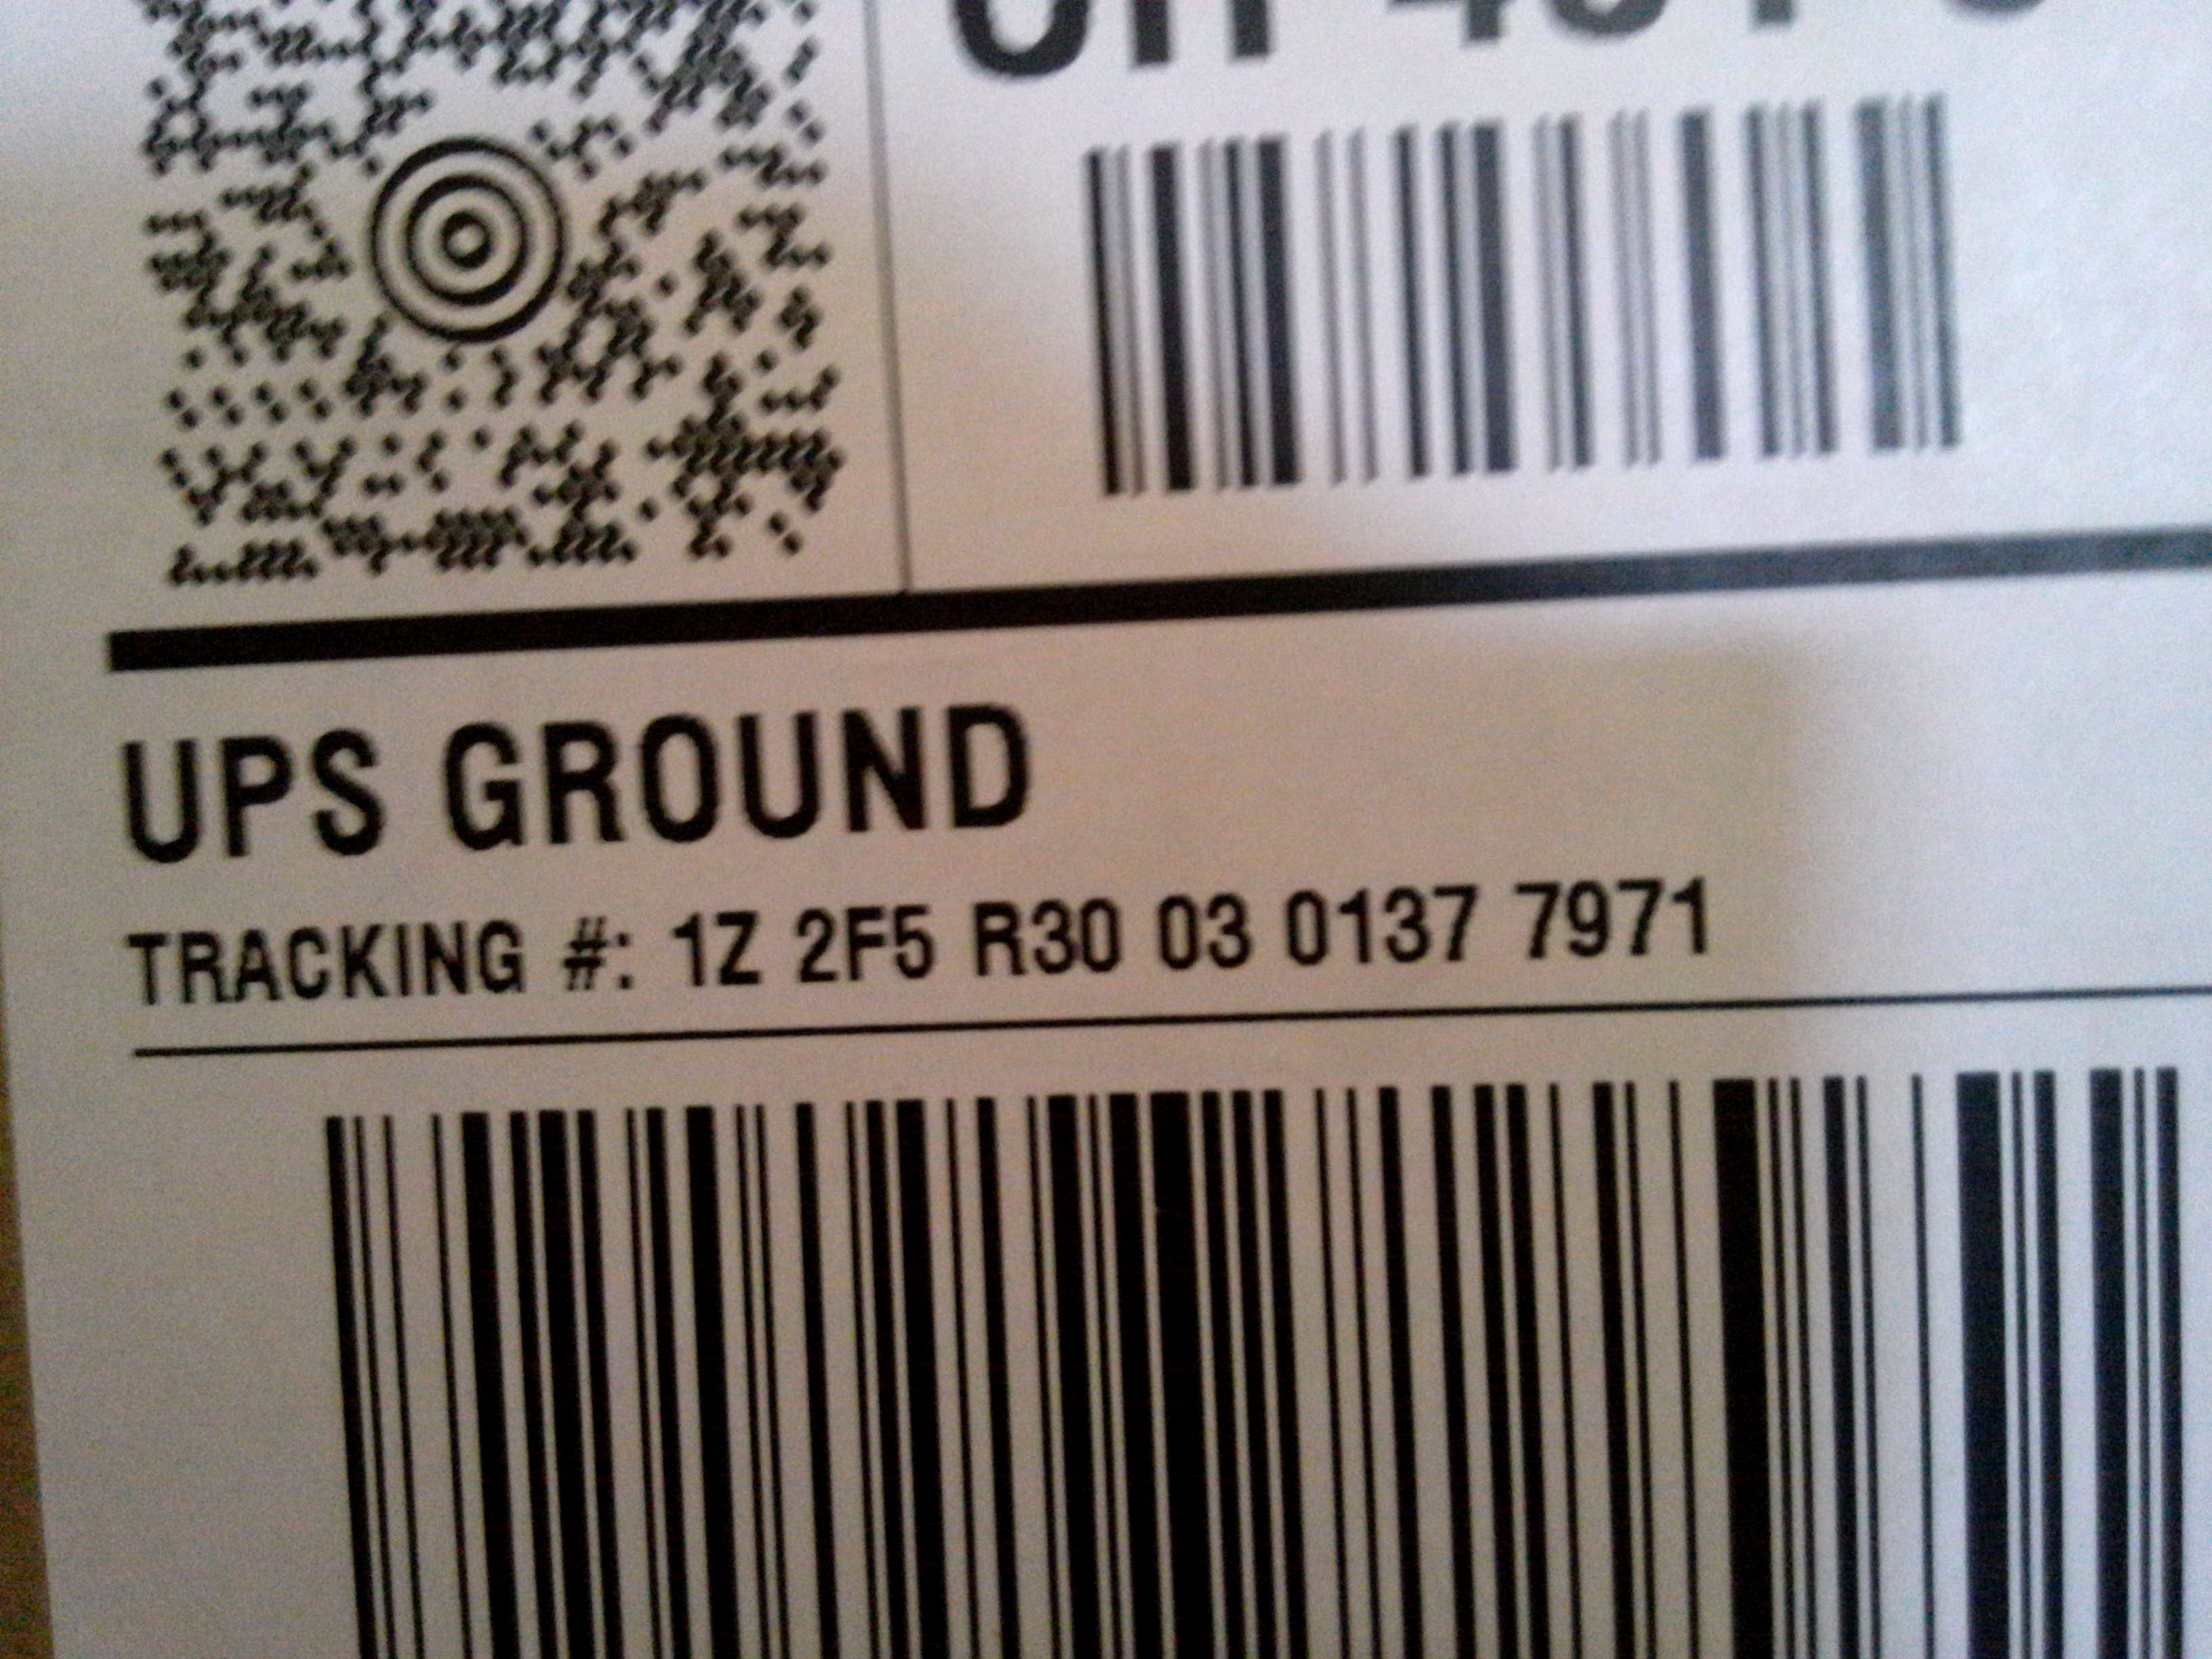 UPS GROUND
TRACKING #: 1Z 2F5 R30 03 0137 7971